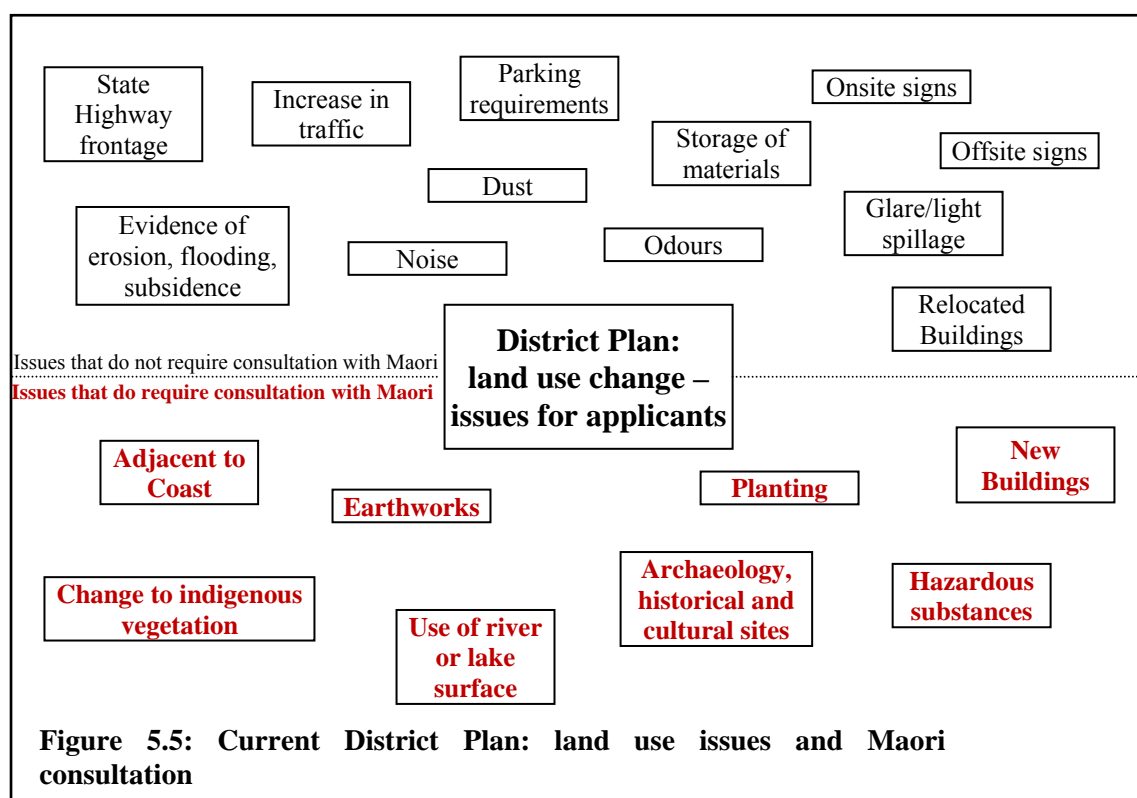 State
Highway
frontage
Increase in
traffic
Parking
requirements
Onsite signs
Storage of
materials
Offsite signs
Dust
Evidence of
erosion, flooding,
subsidence
Noise
Odours
Glare/light
spillage
Relocated
Buildings
District Plan:
land use change –
issues for applicants
Issues that do not require consultation with Maori
Issues that do require consultation with Maori
Adjacent to
Coast
Earthworks
Planting
New
Buildings
Change to indigenous
vegetation
Use of river
or lake
surface
Archaeology,
historical and
cultural sites
Hazardous
substances
Figure 5.5: Current District Plan: land use issues and Maori
consultation